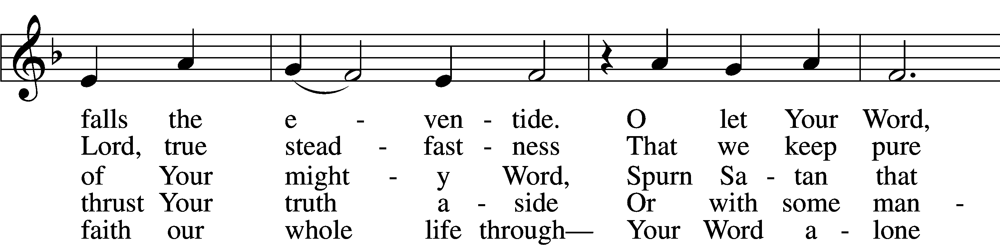 falls the e - ven - tide. O let Your Word,
Lord, true stead - fast - ness That we keep pure
of Your might - y Word, Spurn Sa - tan that
thrust Your truth a - side Or with some man -
faith our whole life through— Your Word a - lone